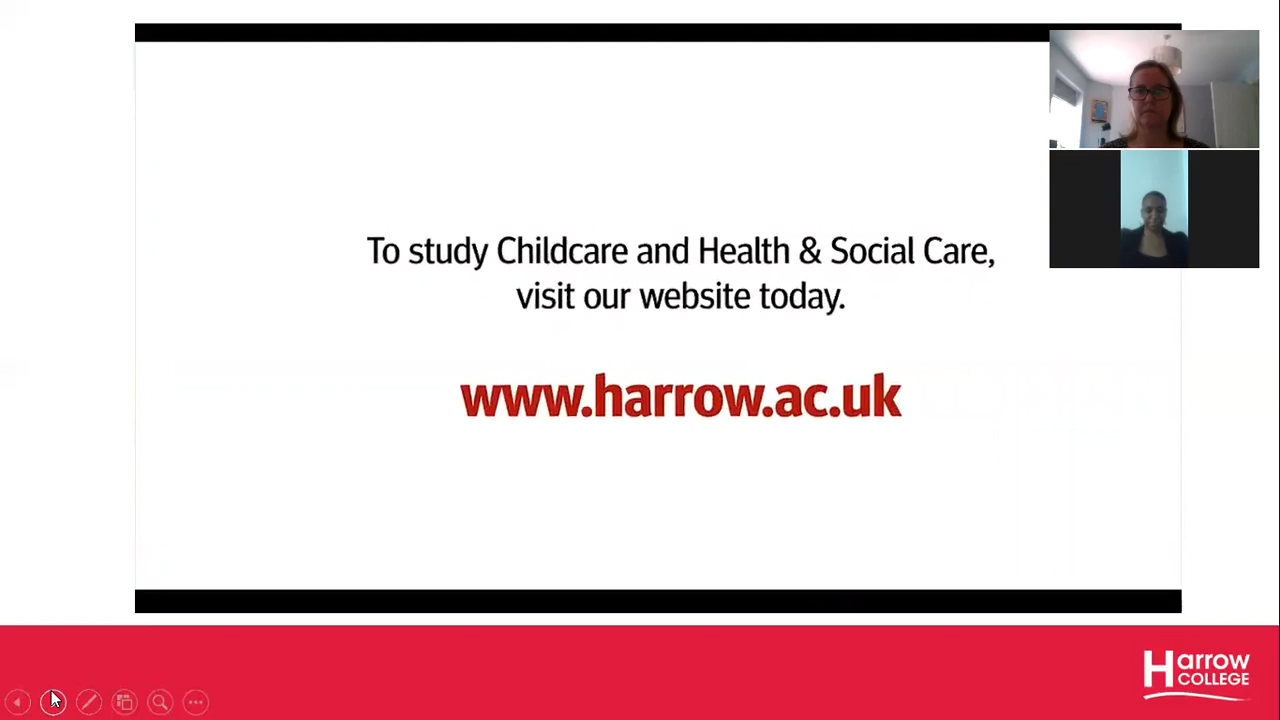 To study Childcare and Health & Social Care,
visit our website today.
www.harrow.ac.uk
Harrow
COLLEGE